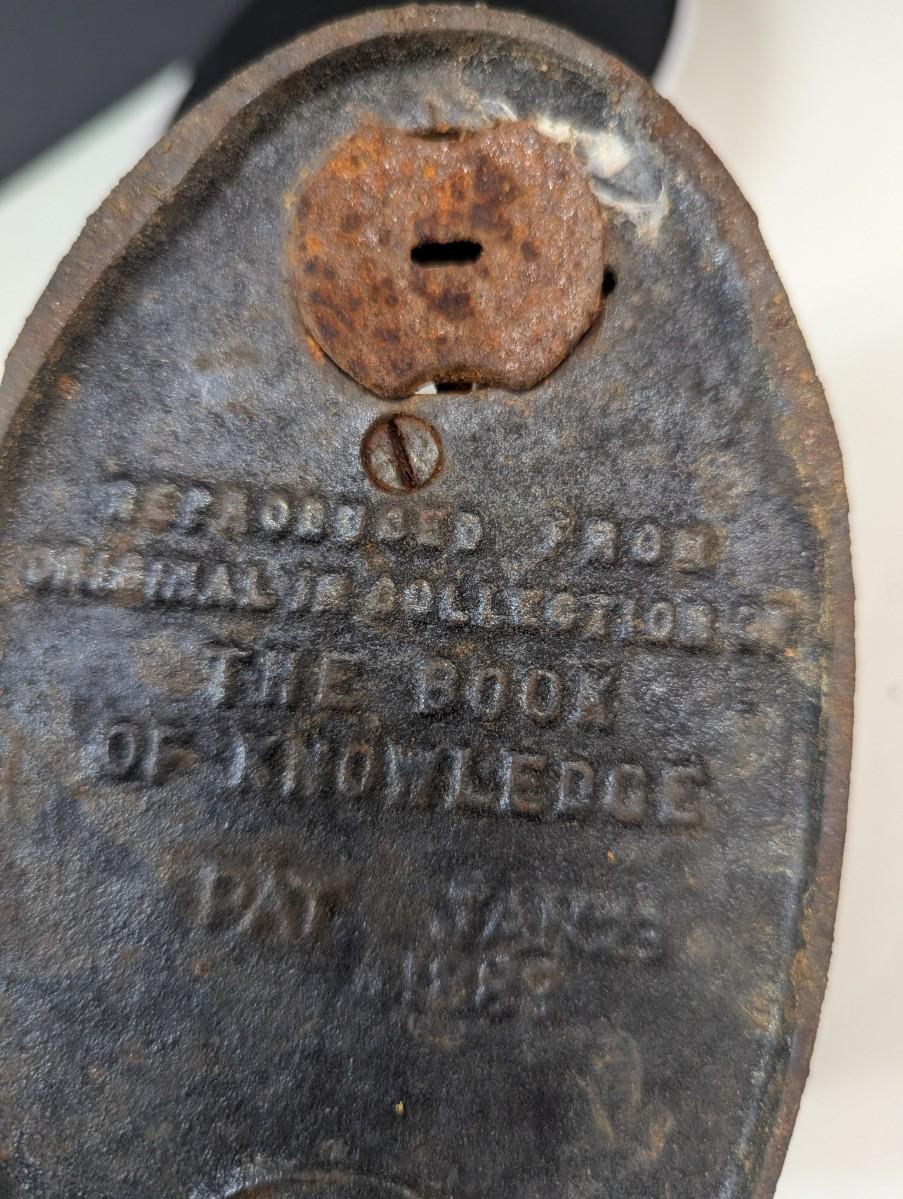 REPRODUCED FROM
ORIGINAL IN COLLECTION OF
THE BOOK
OF KNOWLEDGE
PAT